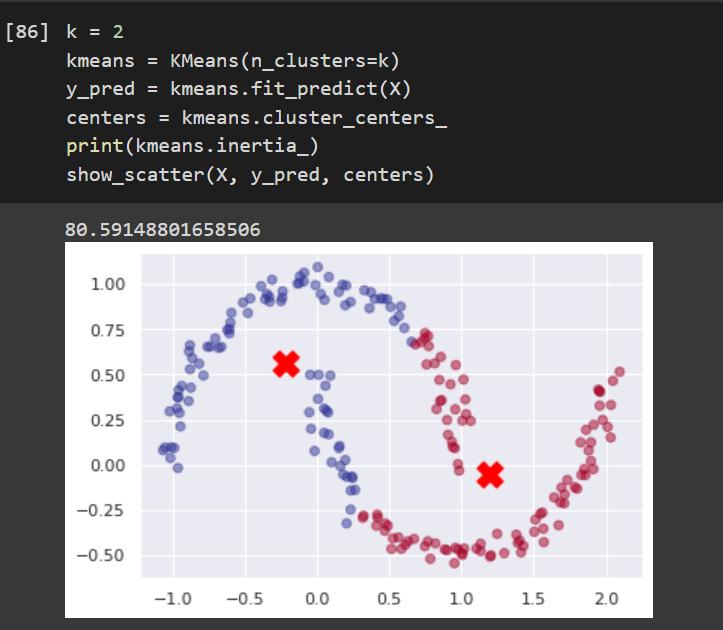 [86] k = 2
kmeans = KMeans(n_clusters=k)
y_pred = kmeans.fit_predict(X)
centers = kmeans.cluster_centers_
print(kmeans.inertia_)
show_scatter(X, y_pred, centers)
80.59148801658506
1.00
0.75
0.50
0.25
0.00
−0.25
−0.50
−1.0 −0.5 0.0 0.5 1.0 1.5 2.0